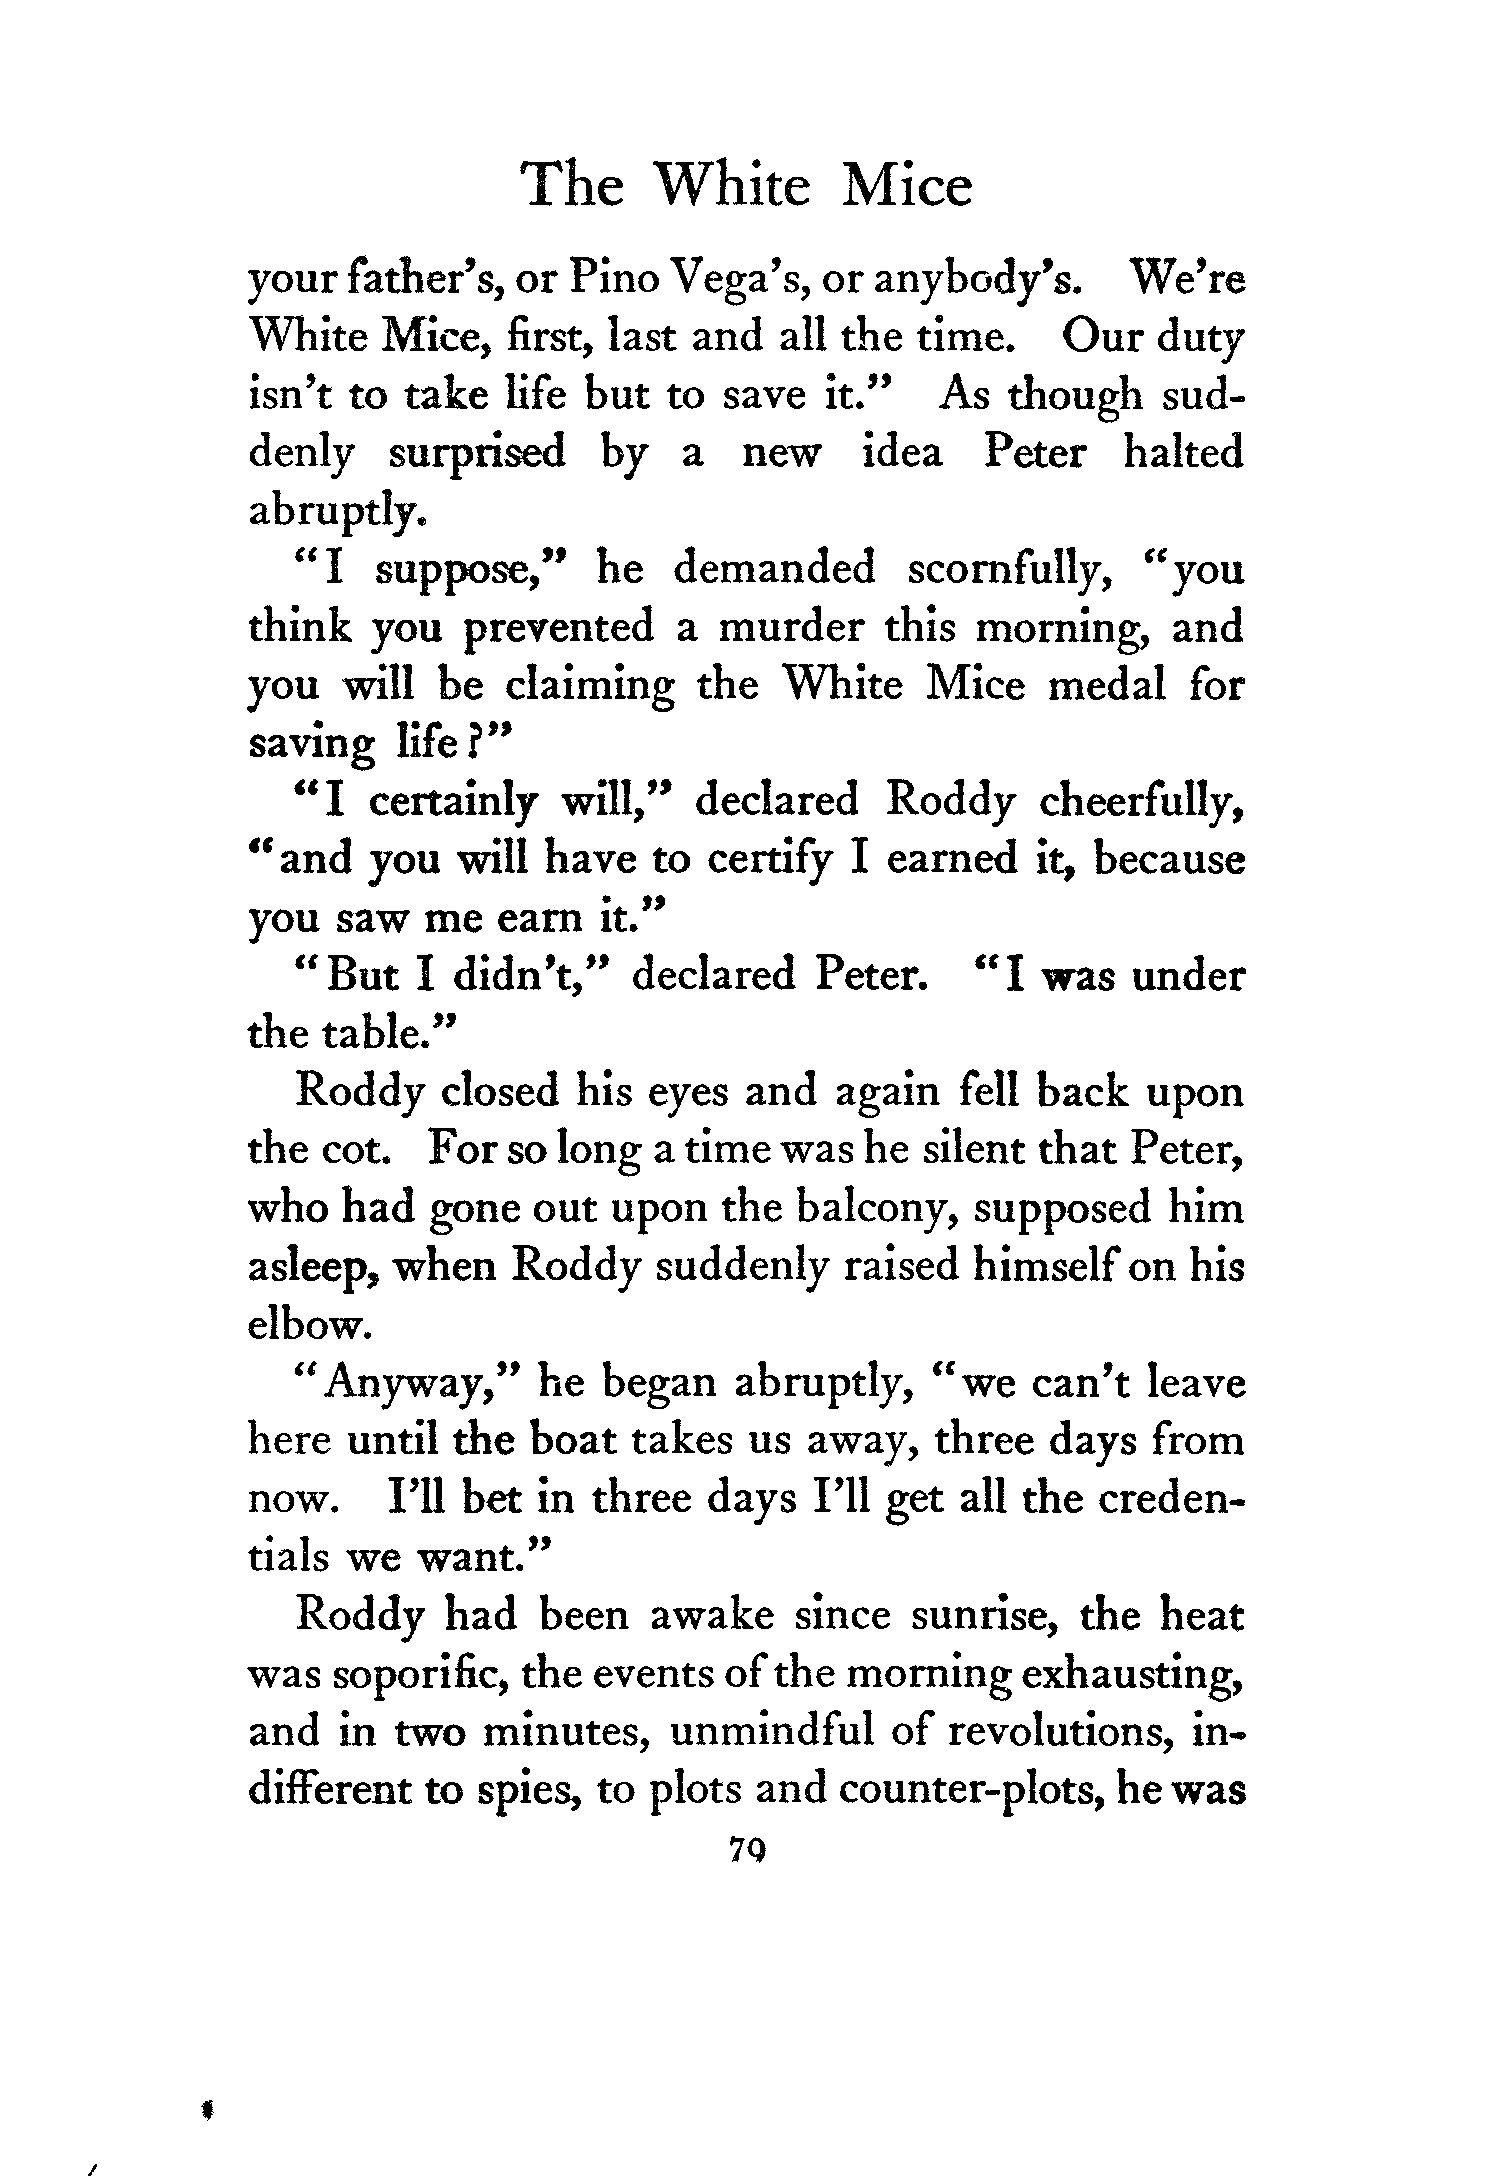 The White Mice
your father's, or Pino Vega's, or anybody's. We're
White Mice, first, last and all the time. Our duty
isn't to take life but to save it." As though sud-
denly surprised by a new idea Peter halted
abruptly.
"I suppose," he demanded scornfully, "you
think you prevented a murder this morning, and
you will be claiming the White Mice medal for
saving life?"
"I certainly will," declared Roddy cheerfully,
"and you will have to certify I earned it, because
you saw me earn it."
"But I didn't," declared Peter. "I was under
the table."
Roddy closed his eyes and again fell back upon
the cot. For so long a time was he silent that Peter,
who had gone out upon the balcony, supposed him
asleep, when Roddy suddenly raised himself on his
elbow.
"Anyway," he began abruptly, "we can't leave
here until the boat takes us away, three days from
now. I'll bet in three days I'll get all the creden-
tials we want."
Roddy had been awake since sunrise, the heat
was soporific, the events of the morning exhausting,
and in two minutes, unmindful of revolutions, in-
different to spies, to plots and counter-plots, he was
79